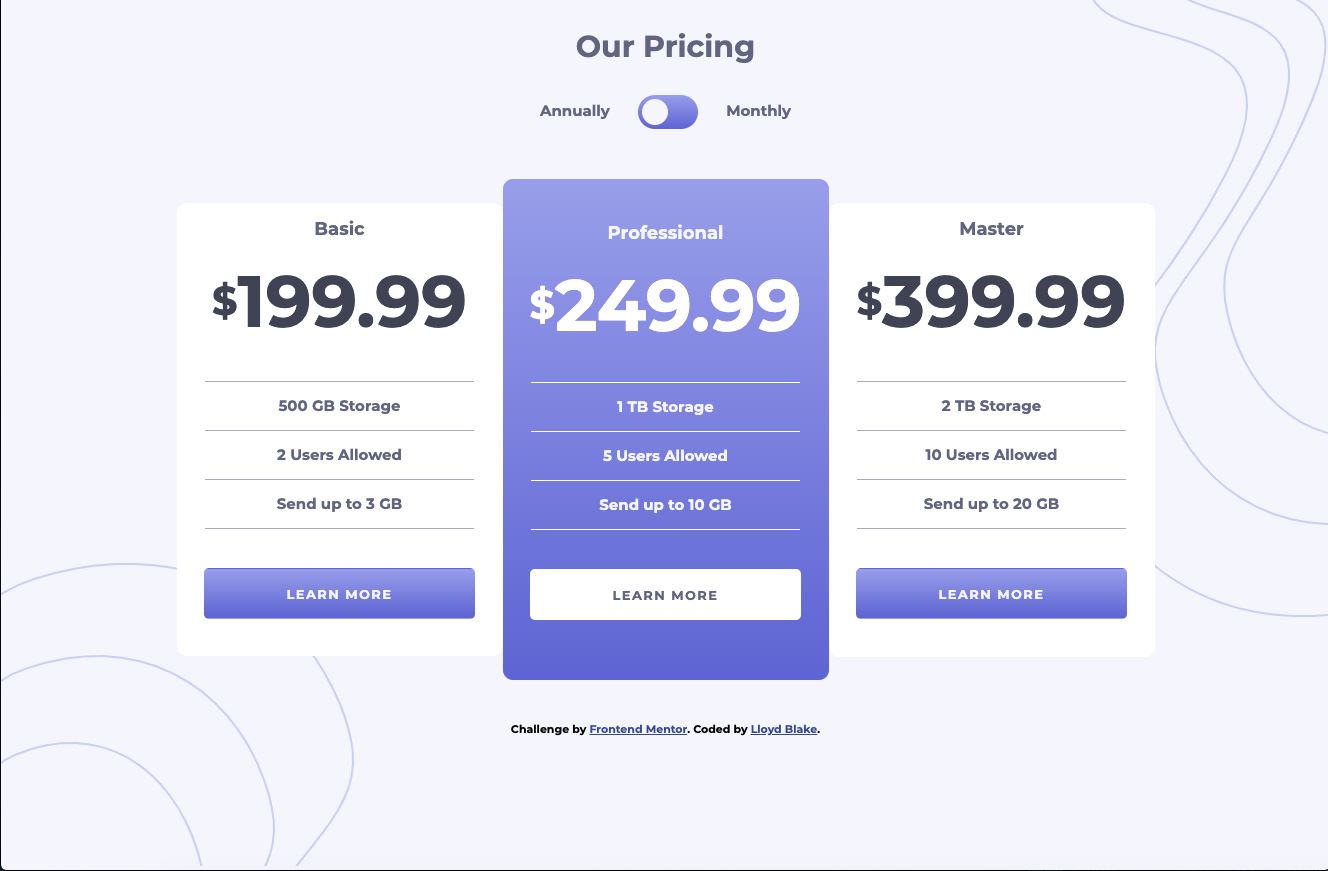 Our Pricing
Annually Monthly
Basic
$199.99
500 GB Storage
2 Users Allowed
Send up to 3 GB
LEARN MORE
Professional
$249.99
1 TB Storage
5 Users Allowed
Send up to 10 GB
LEARN MORE
Master
$399.99
2 TB Storage
10 Users Allowed
Send up to 20 GB
LEARN MORE
Challenge by Frontend Mentor. Coded by Lloyd Blake.